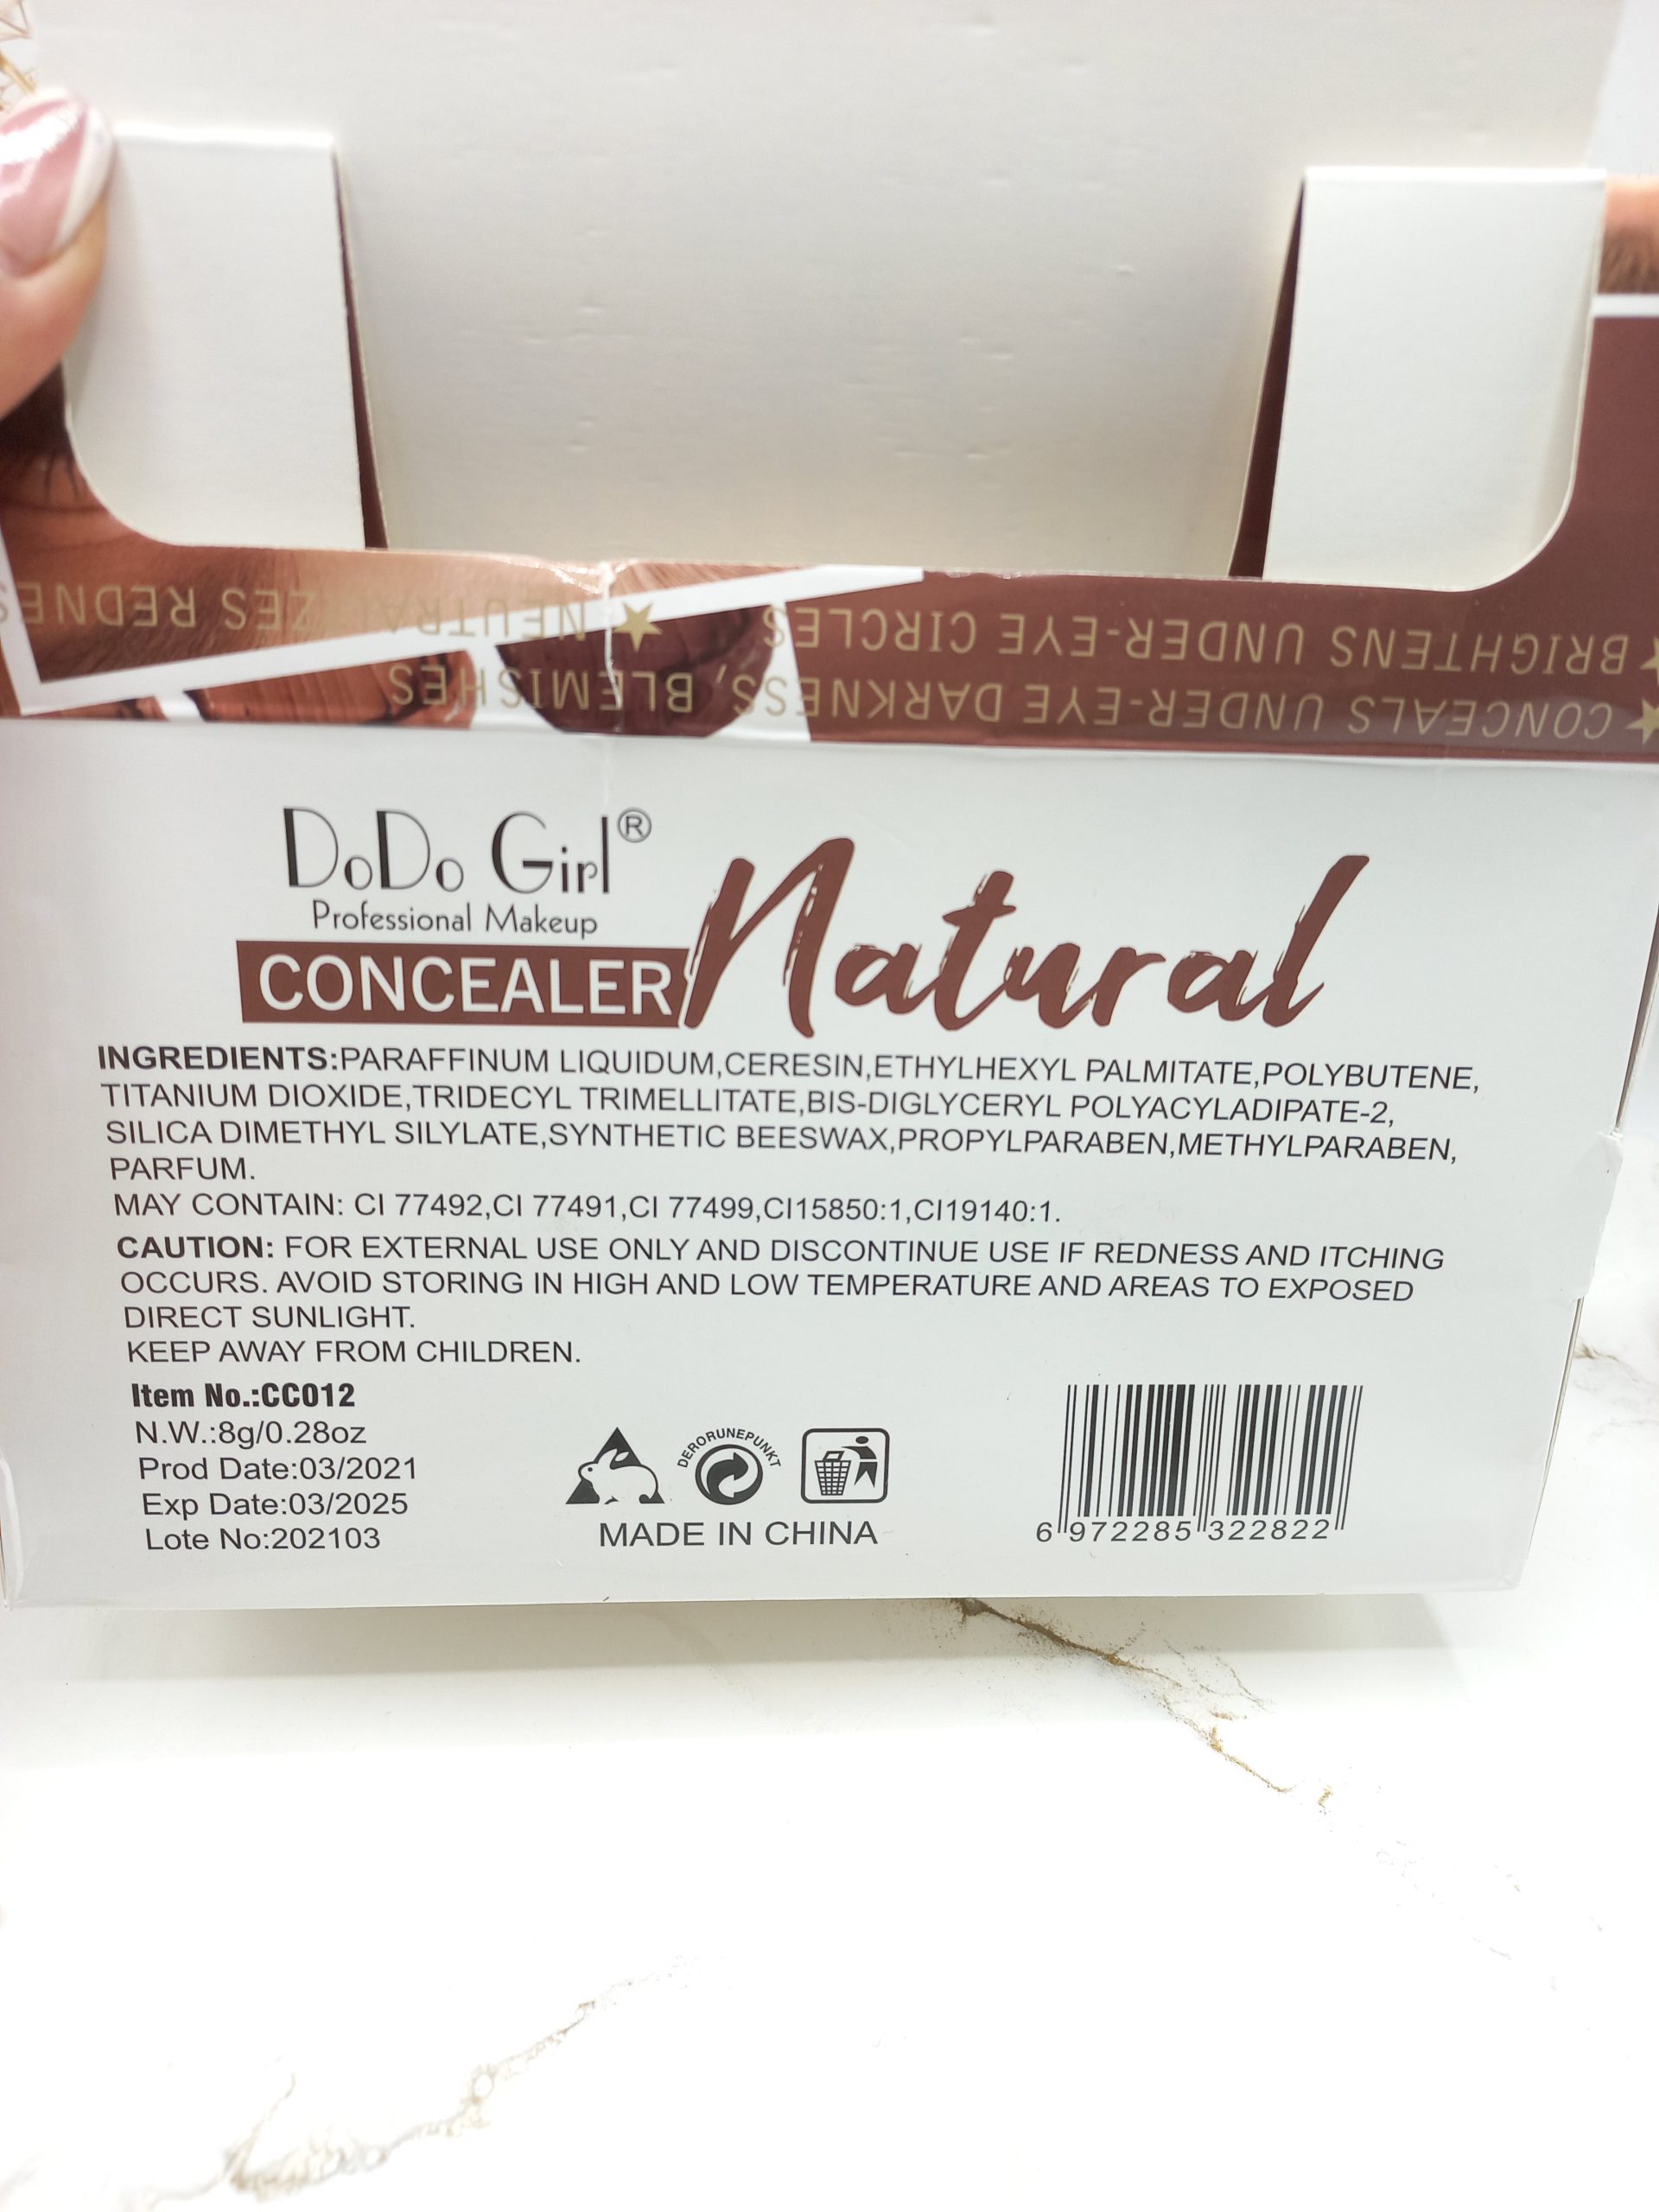 ★ NEUTRALIZES REDNES
★ BRIGHTENS UNDER-EYE CIRCLES
★ CONCEALS UNDER-EYE DARKNESS, BLEMISHES
DoDo Girl®
Professional Makeup
CONCEALER Natural
INGREDIENTS:PARAFFINUM LIQUIDUM,CERESIN,ETHYLHEXYL PALMITATE,POLYBUTENE,
TITANIUM DIOXIDE,TRIDECYL TRIMELLITATE,BIS-DIGLYCERYL POLYACYLADIPATE-2,
SILICA DIMETHYL SILYLATE,SYNTHETIC BEESWAX,PROPYLPARABEN,METHYLPARABEN,
PARFUM.
MAY CONTAIN: CI 77492,CI 77491,CI 77499,CI15850:1,CI19140:1.
CAUTION: FOR EXTERNAL USE ONLY AND DISCONTINUE USE IF REDNESS AND ITCHING
OCCURS. AVOID STORING IN HIGH AND LOW TEMPERATURE AND AREAS TO EXPOSED
DIRECT SUNLIGHT.
KEEP AWAY FROM CHILDREN.
Item No.:CC012
N.W.:8g/0.28oz
Prod Date:03/2021
Exp Date:03/2025
Lote No:202103
DERORUNEPUNKT
MADE IN CHINA
6 972285 322822